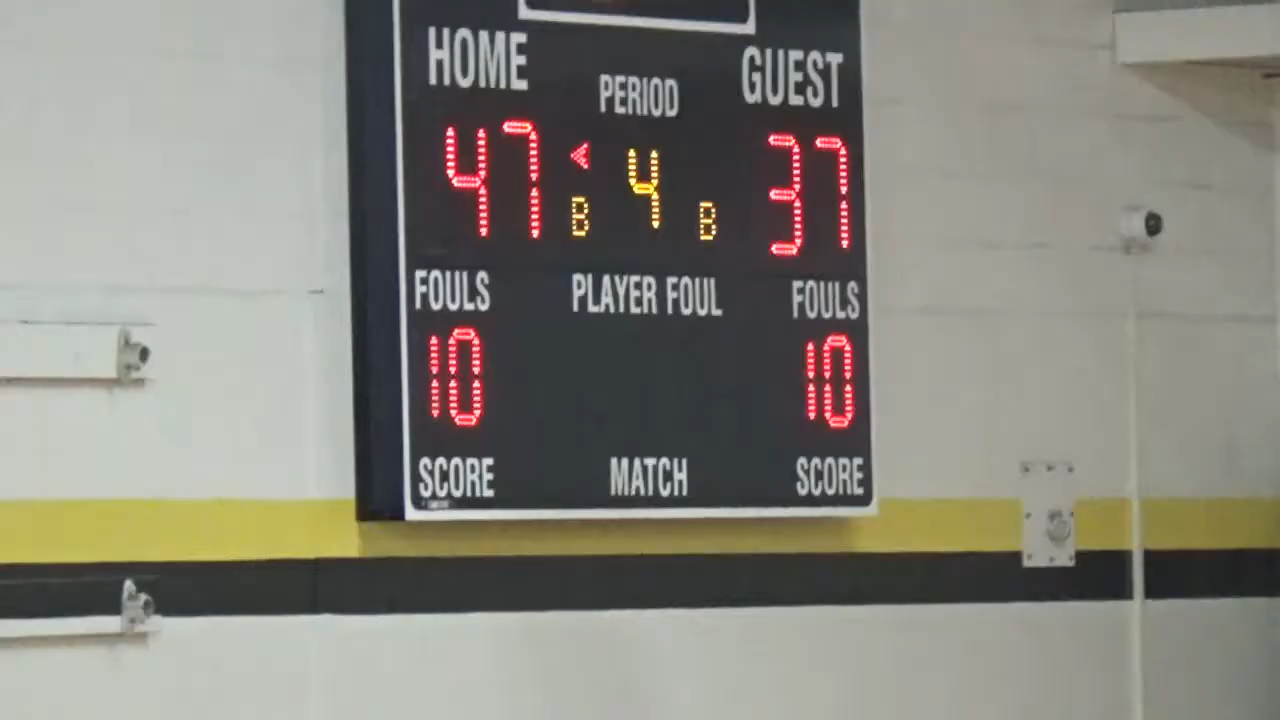 HOME PERIOD GUEST
47 4 37
B B
FOULS PLAYER FOUL FOULS
10 10
SCORE MATCH SCORE